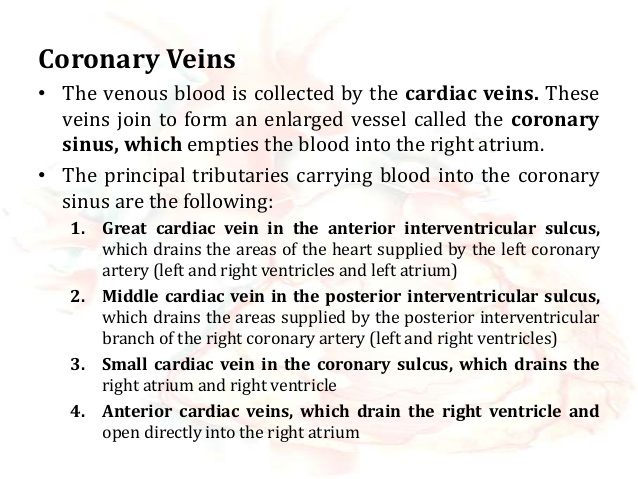 Coronary Veins
• The venous blood is collected by the cardiac veins. These
veins join to form an enlarged vessel called the coronary
sinus, which empties the blood into the right atrium.
• The principal tributaries carrying blood into the coronary
sinus are the following:
1. Great cardiac vein in the anterior interventricular sulcus,
which drains the areas of the heart supplied by the left coronary
artery (left and right ventricles and left atrium)
2. Middle cardiac vein in the posterior interventricular sulcus,
which drains the areas supplied by the posterior interventricular
branch of the right coronary artery (left and right ventricles)
3. Small cardiac vein in the coronary sulcus, which drains the
right atrium and right ventricle
4. Anterior cardiac veins, which drain the right ventricle and
open directly into the right atrium